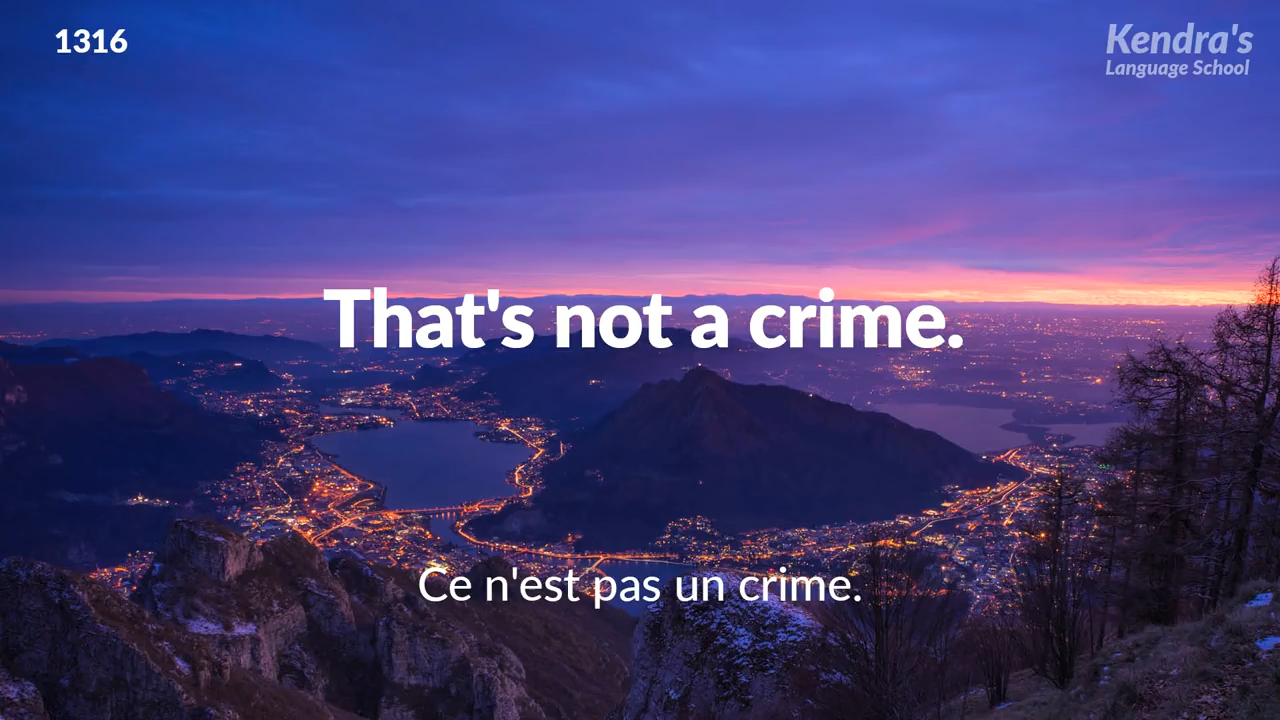 1316
Kendra's
Language School
That's not a crime.
Ce n'est pas un crime.